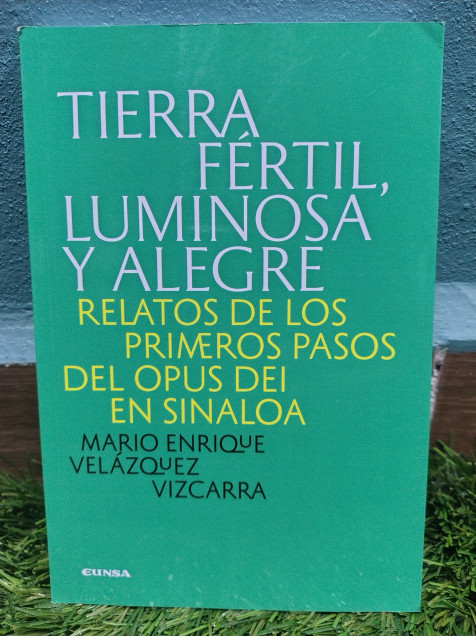 TIERRA
FÉRTIL,
LUMINOSA
Y ALEGRE
RELATOS DE LOS
PRIMEROS PASOS
DEL OPUS DEI
EN SINALOA
MARIO ENRIQUE
VELÁZQUEZ
VIZCARRA
EUNSA